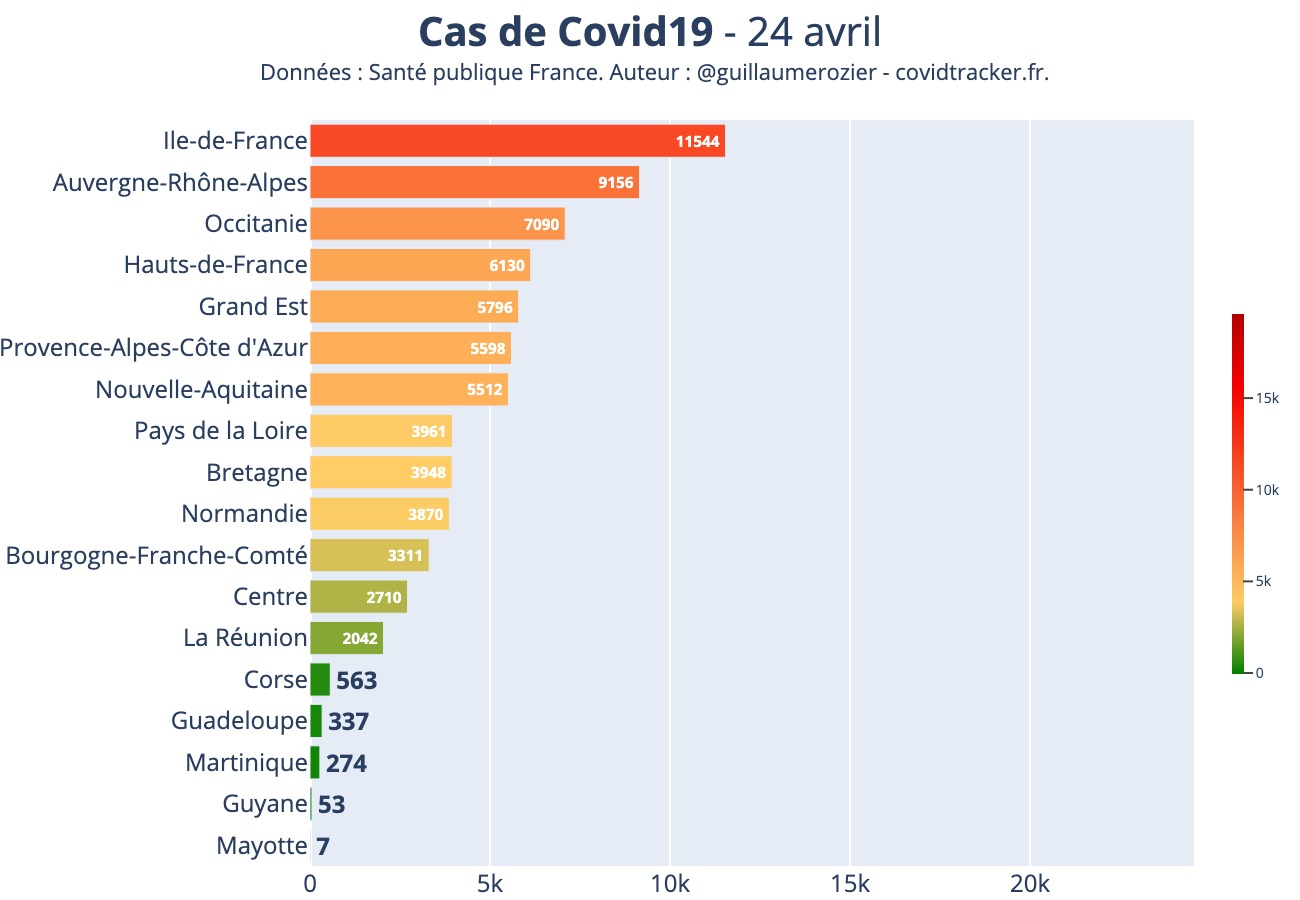 Cas de Covid19 - 24 avril
Données : Santé publique France. Auteur : @guillaumerozier - covidtracker.fr.
Ile-de-France 11544
Auvergne-Rhône-Alpes 9156
Occitanie 7090
Hauts-de-France 6130
Grand Est 5796
Provence-Alpes-Côte d'Azur 5598
Nouvelle-Aquitaine 5512
Pays de la Loire 3961
Bretagne 3948
Normandie 3870
Bourgogne-Franche-Comté 3311
Centre 2710
La Réunion 2042
Corse 563
Guadeloupe 337
Martinique 274
Guyane 53
Mayotte 7
0 5k 10k 15k 20k
15k
10k
5k
0